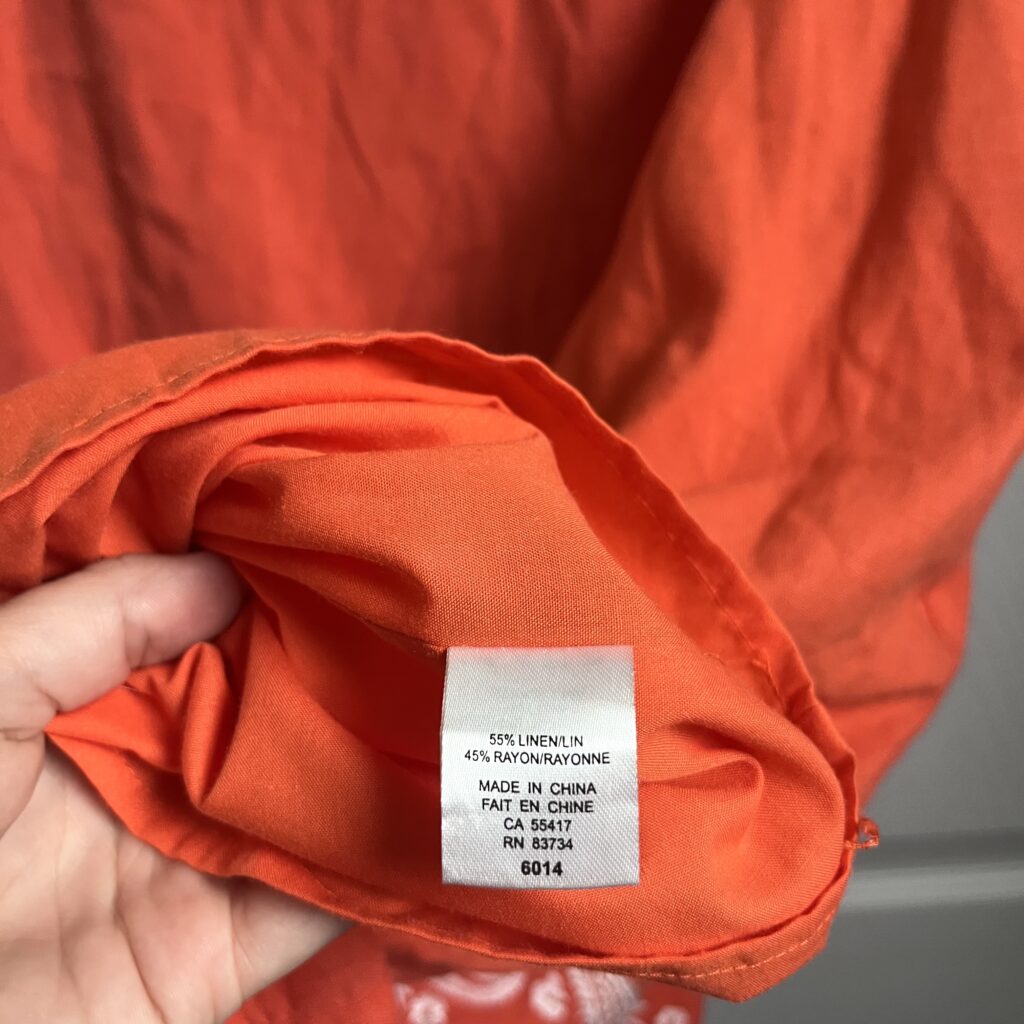 55% LINEN/LIN
45% RAYON/RAYONNE
MADE IN CHINA
FAIT EN CHINE
CA 55417
RN 83734
6014